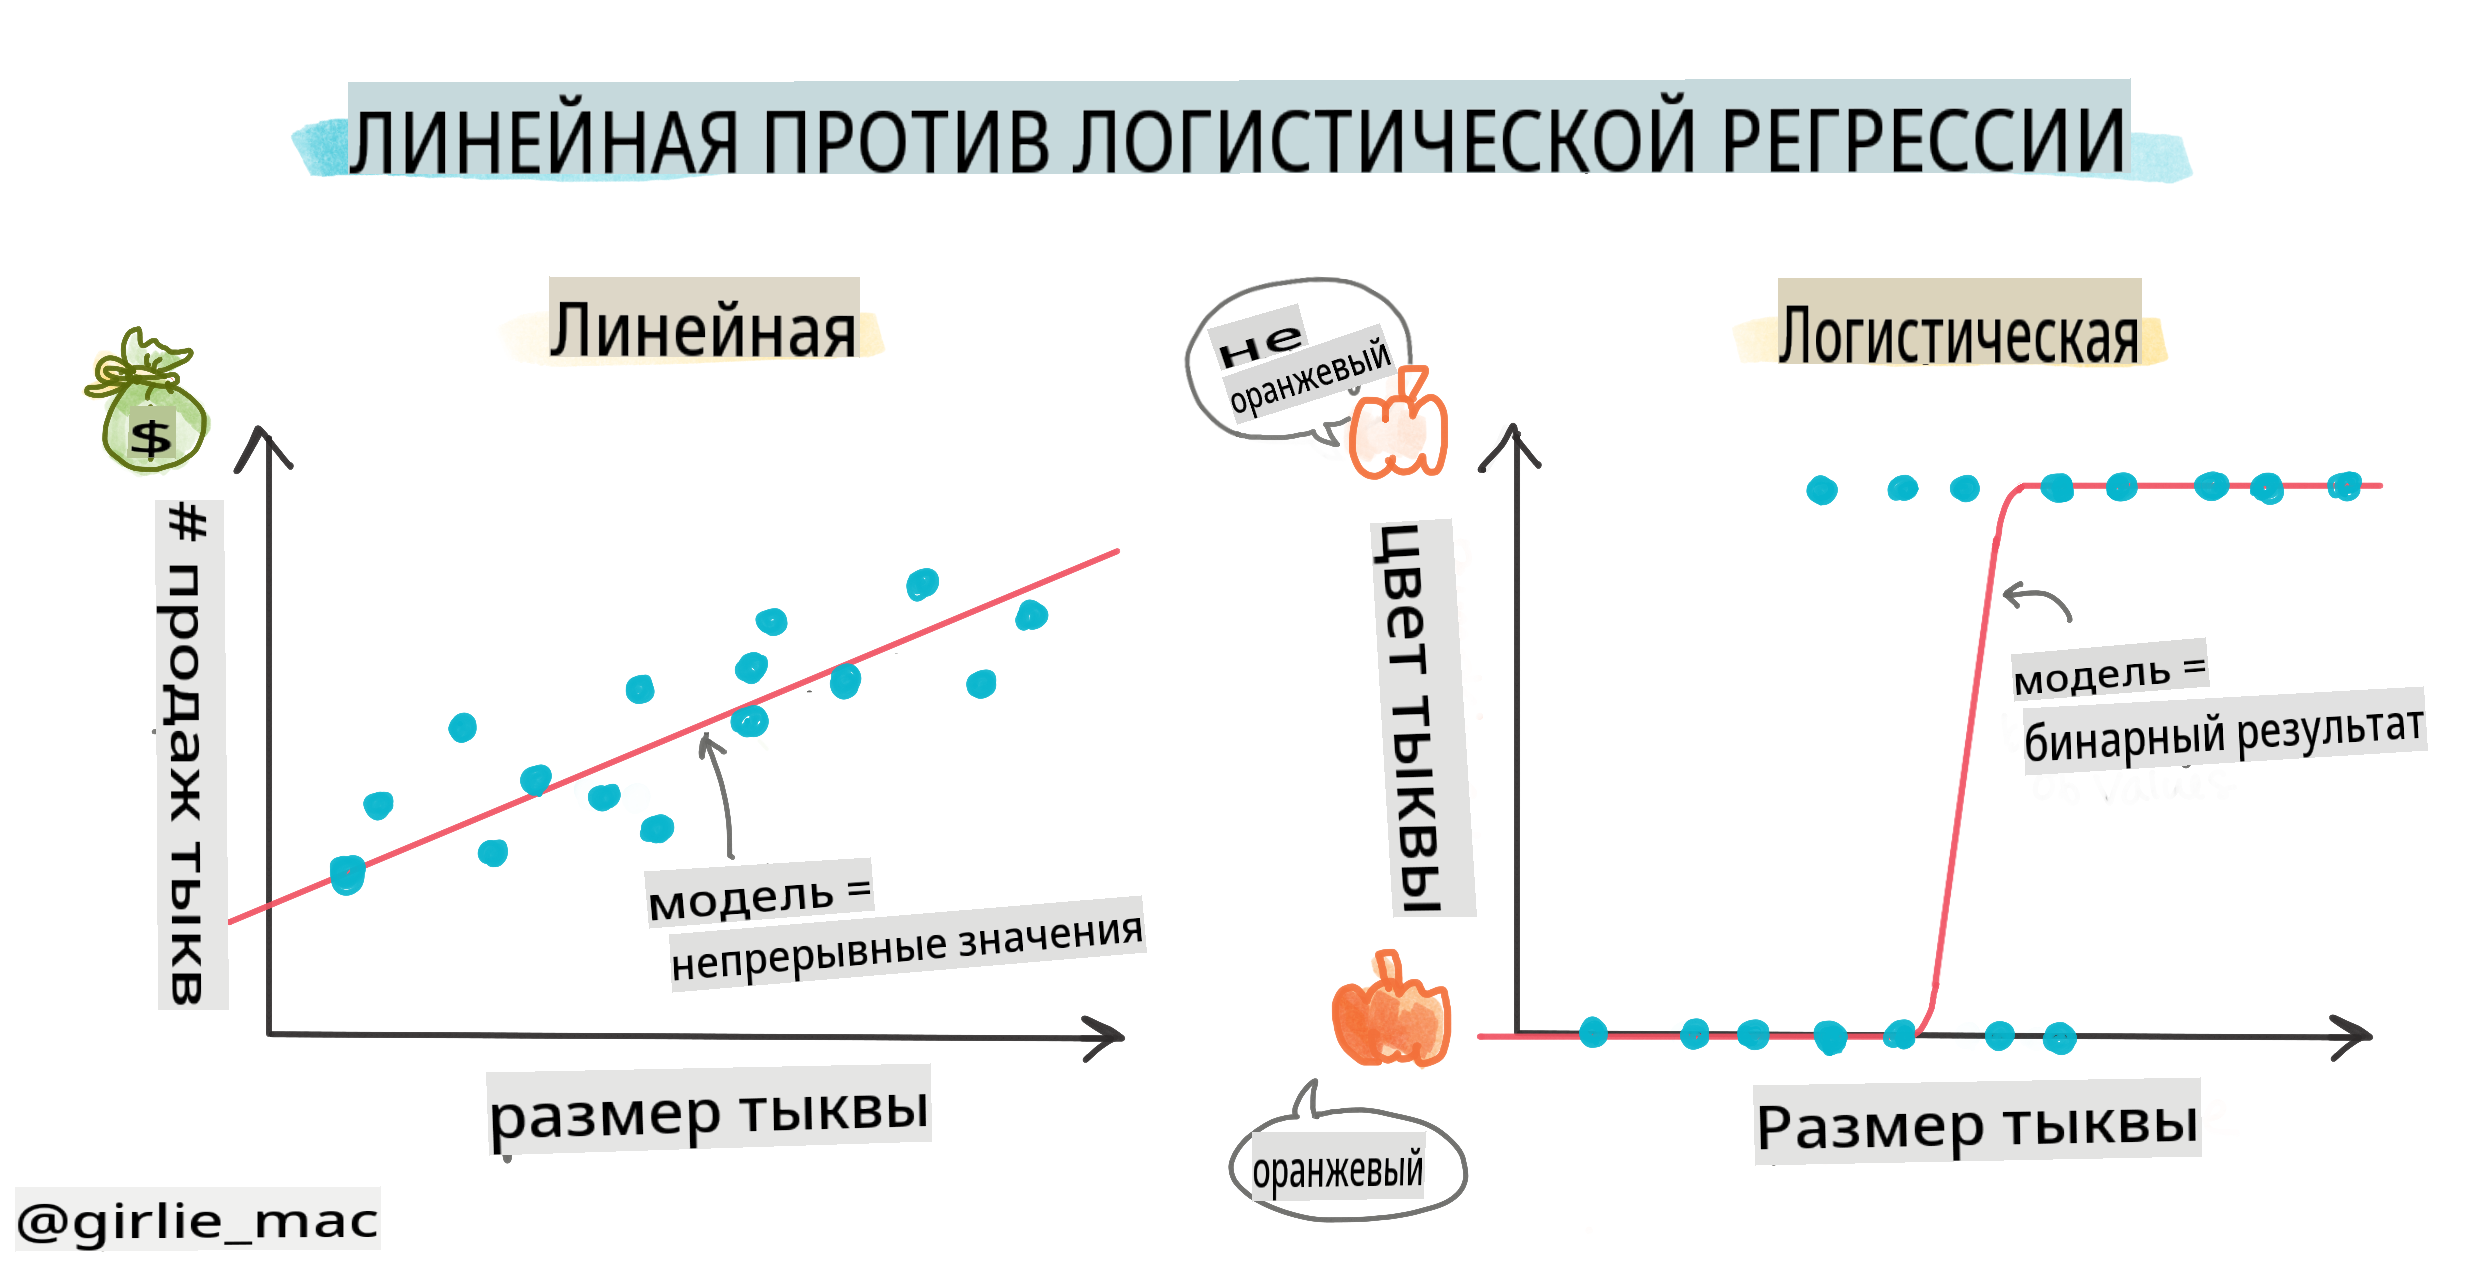 ЛИНЕЙНАЯ ПРОТИВ ЛОГИСТИЧЕСКОЙ РЕГРЕССИИ
Линейная
$
# продаж тыкв
модель =
непрерывные значения
размер тыквы
Логистическая
не
оранжевый
цвет тыквы
модель =
бинарный результат
оранжевый
Размер тыквы
@girlie_mac